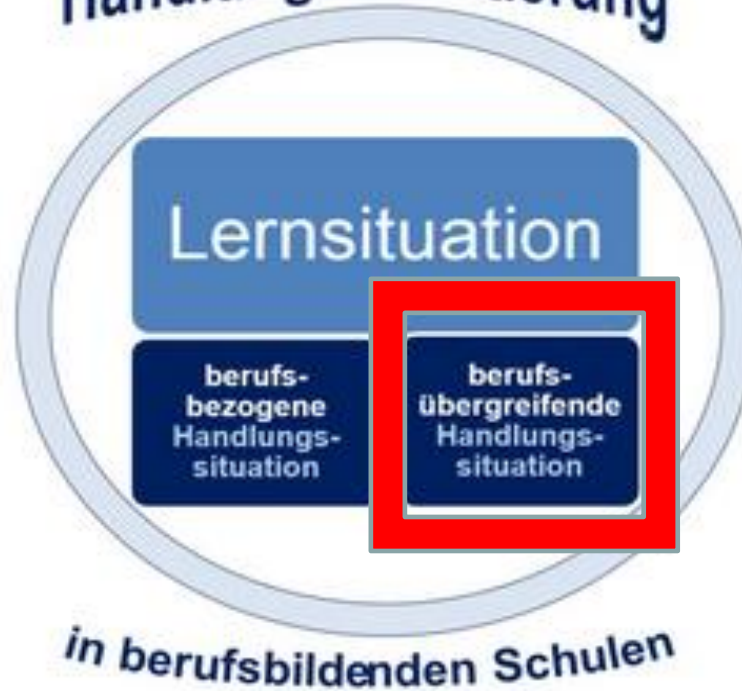 Lernsituation
berufs-
bezogene
Handlungs-
situation
berufs-
übergreifende
Handlungs-
situation
in berufsbildenden Schulen